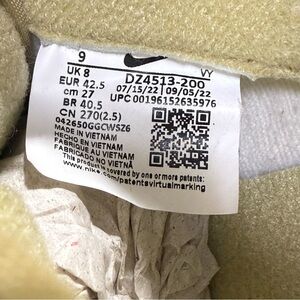 9 VY
UK 8 DZ4513-200
EUR 42.5 07/15/22 | 09/05/22
cm 27 UPC 00196152635976
BR 40.5
CN 270(2.5)
042650GGCWSZ6
MADE IN VIETNAM
HECHO EN VIETNAM
FABRICADO NO VIETNAM
FABRIQUÉ AU VIETNAM
This product is covered by one or more patents:
www.nike.com/patentsvirtualmarking